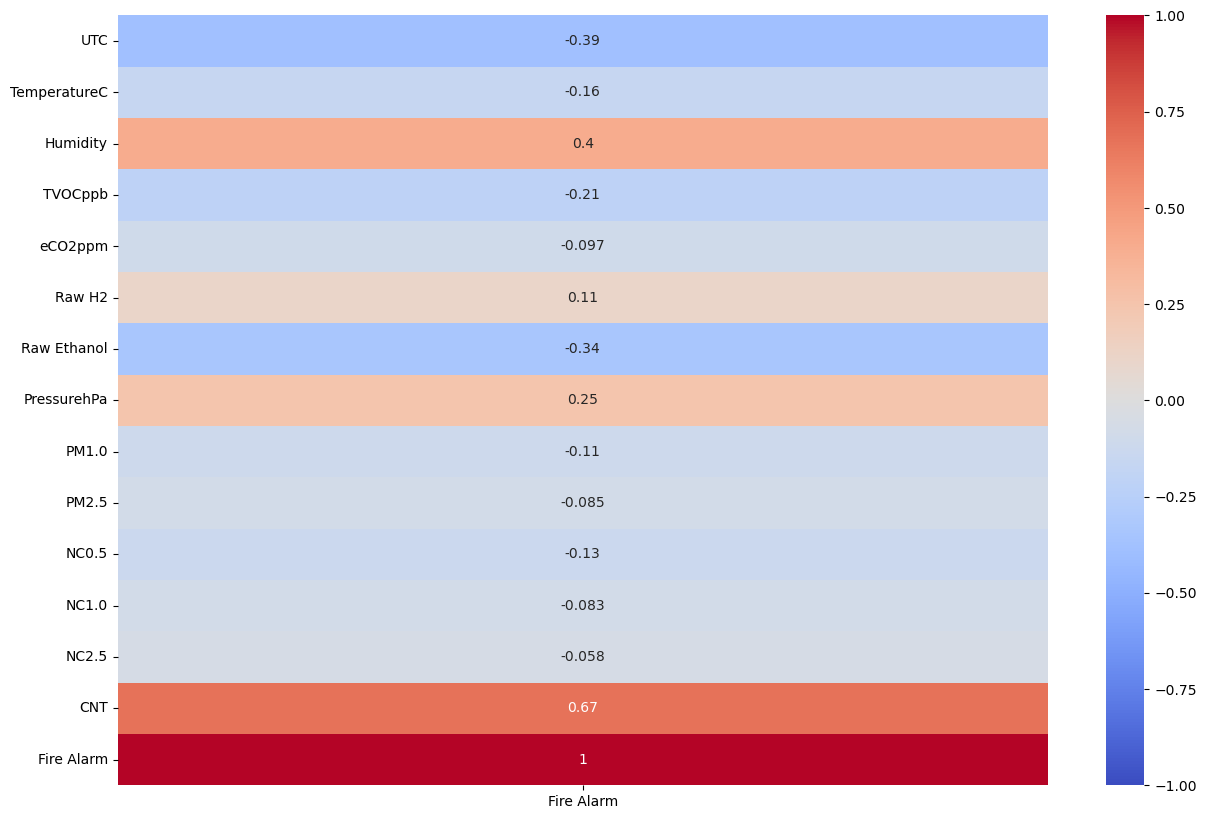 UTC -0.39
TemperatureC -0.16
Humidity 0.4
TVOCppb -0.21
eCO2ppm -0.097
Raw H2 0.11
Raw Ethanol -0.34
PressurehPa 0.25
PM1.0 -0.11
PM2.5 -0.085
NC0.5 -0.13
NC1.0 -0.083
NC2.5 -0.058
CNT 0.67
Fire Alarm 1
Fire Alarm
1.00
0.75
0.50
0.25
0.00
−0.25
−0.50
−0.75
−1.00